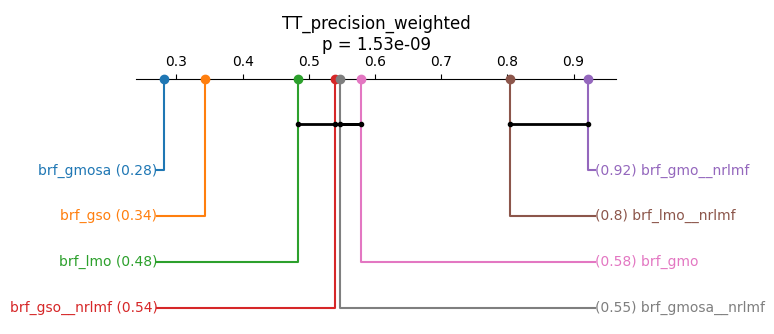 TT_precision_weighted
p = 1.53e-09
0.3 0.4 0.5 0.6 0.7 0.8 0.9
brf_gmosa (0.28)
(0.92) brf_gmo__nrlmf
brf_gso (0.34)
(0.8) brf_lmo__nrlmf
brf_lmo (0.48)
(0.58) brf_gmo
brf_gso__nrlmf (0.54)
(0.55) brf_gmosa__nrlmf